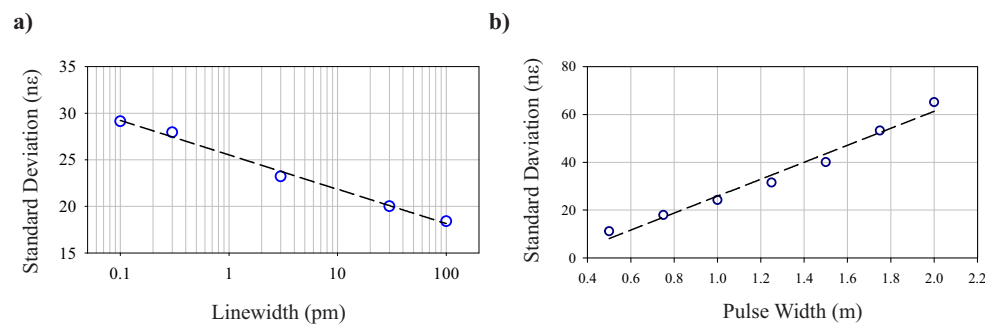 a)
Standard Deviation (nε)
35
30
25
20
15
0.1 1 10 100
Linewidth (pm)
b)
Standard Daviation (nε)
80
60
40
20
0
0.4 0.6 0.8 1.0 1.2 1.4 1.6 1.8 2.0 2.2
Pulse Width (m)